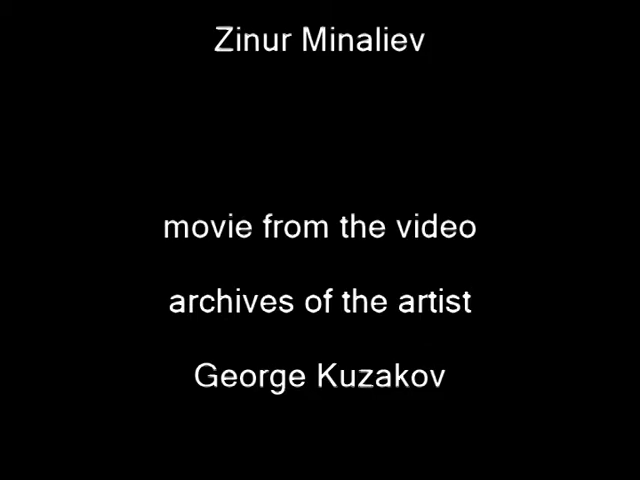 Zinur Minaliev
movie from the video
archives of the artist
George Kuzakov